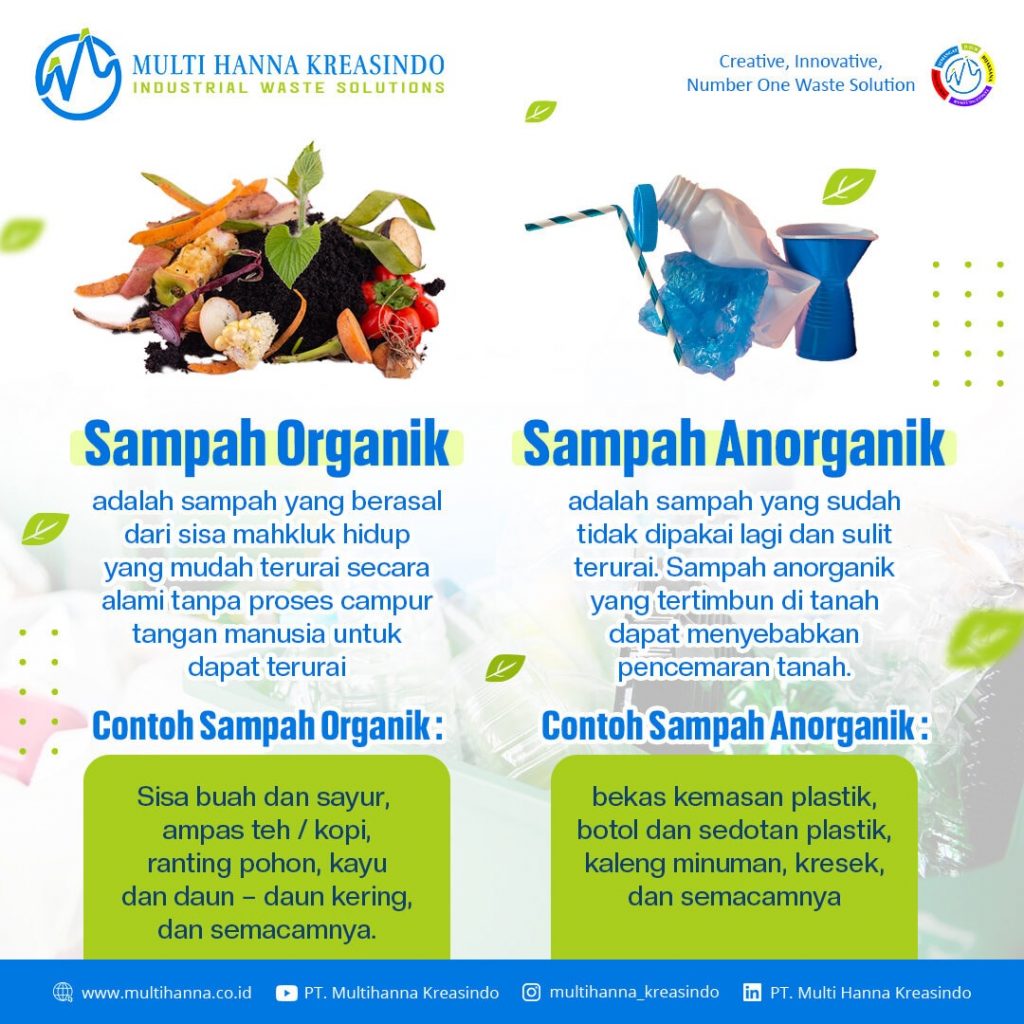 MULTI HANNA KREASINDO
INDUSTRIAL WASTE SOLUTIONS
Creative, Innovative,
Number One Waste Solution
Sampah Organik
adalah sampah yang berasal
dari sisa mahkluk hidup
yang mudah terurai secara
alami tanpa proses campur
tangan manusia untuk
dapat terurai
Contoh Sampah Organik :
Sisa buah dan sayur,
ampas teh / kopi,
ranting pohon, kayu
dan daun – daun kering,
dan semacamnya.
Sampah Anorganik
adalah sampah yang sudah
tidak dipakai lagi dan sulit
terurai. Sampah anorganik
yang tertimbun di tanah
dapat menyebabkan
pencemaran tanah.
Contoh Sampah Anorganik :
bekas kemasan plastik,
botol dan sedotan plastik,
kaleng minuman, kresek,
dan semacamnya
www.multihanna.co.id
PT. Multihanna Kreasindo
multihanna_kreasindo
PT. Multi Hanna Kreasindo